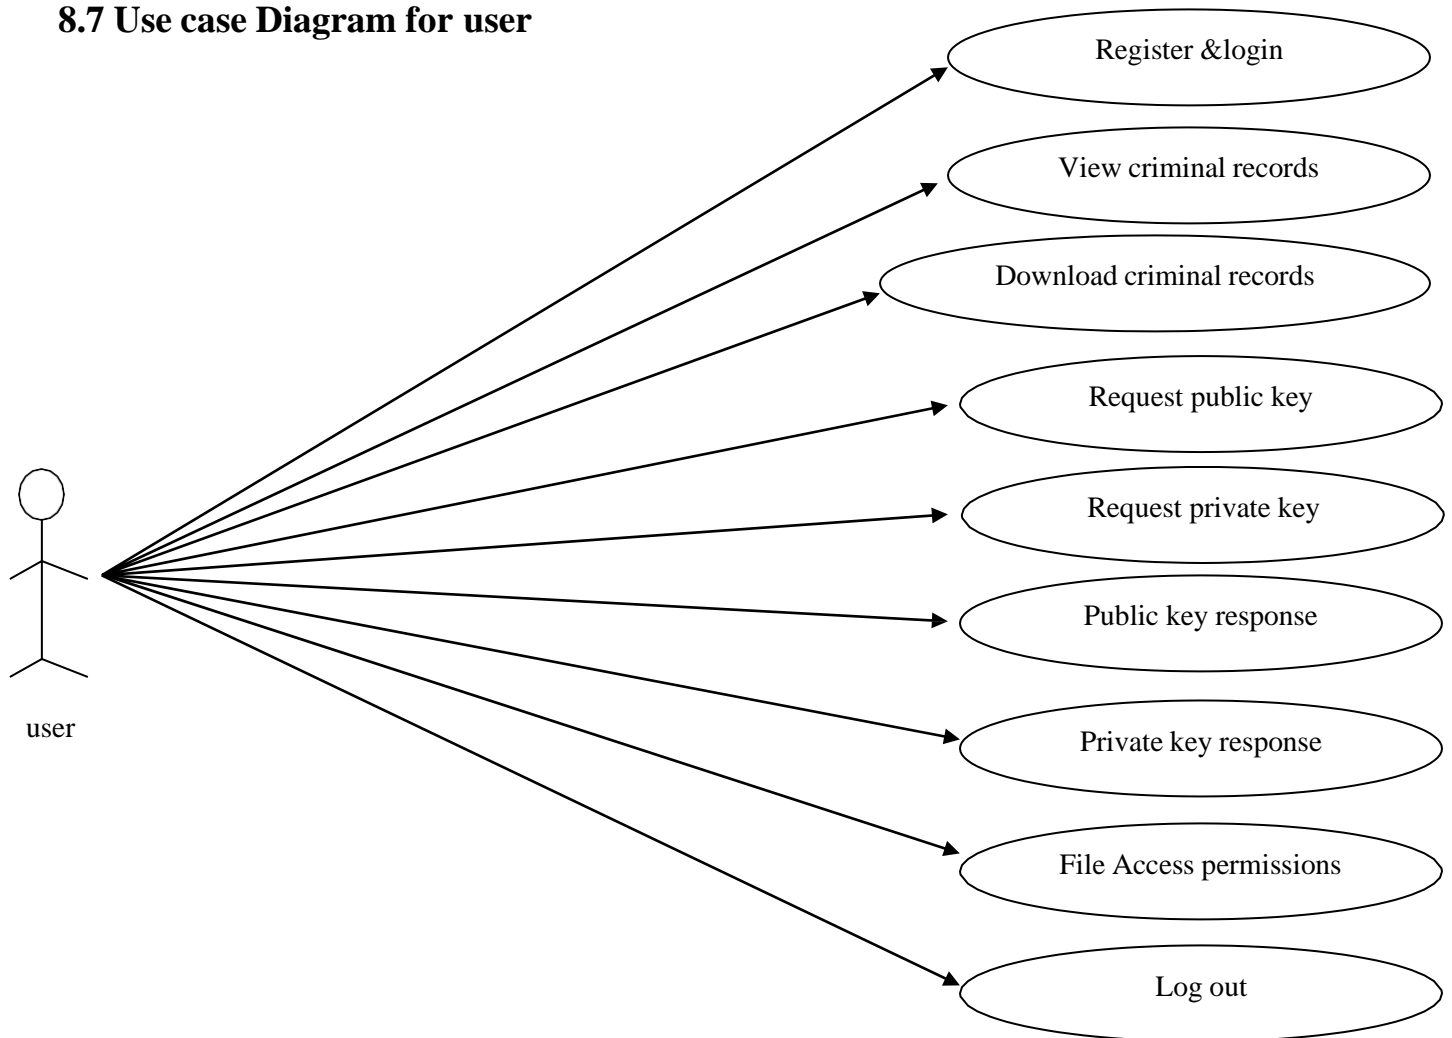 8.7 Use case Diagram for user
Register &login
View criminal records
Download criminal records
Request public key
Request private key
Public key response
user
Private key response
File Access permissions
Log out